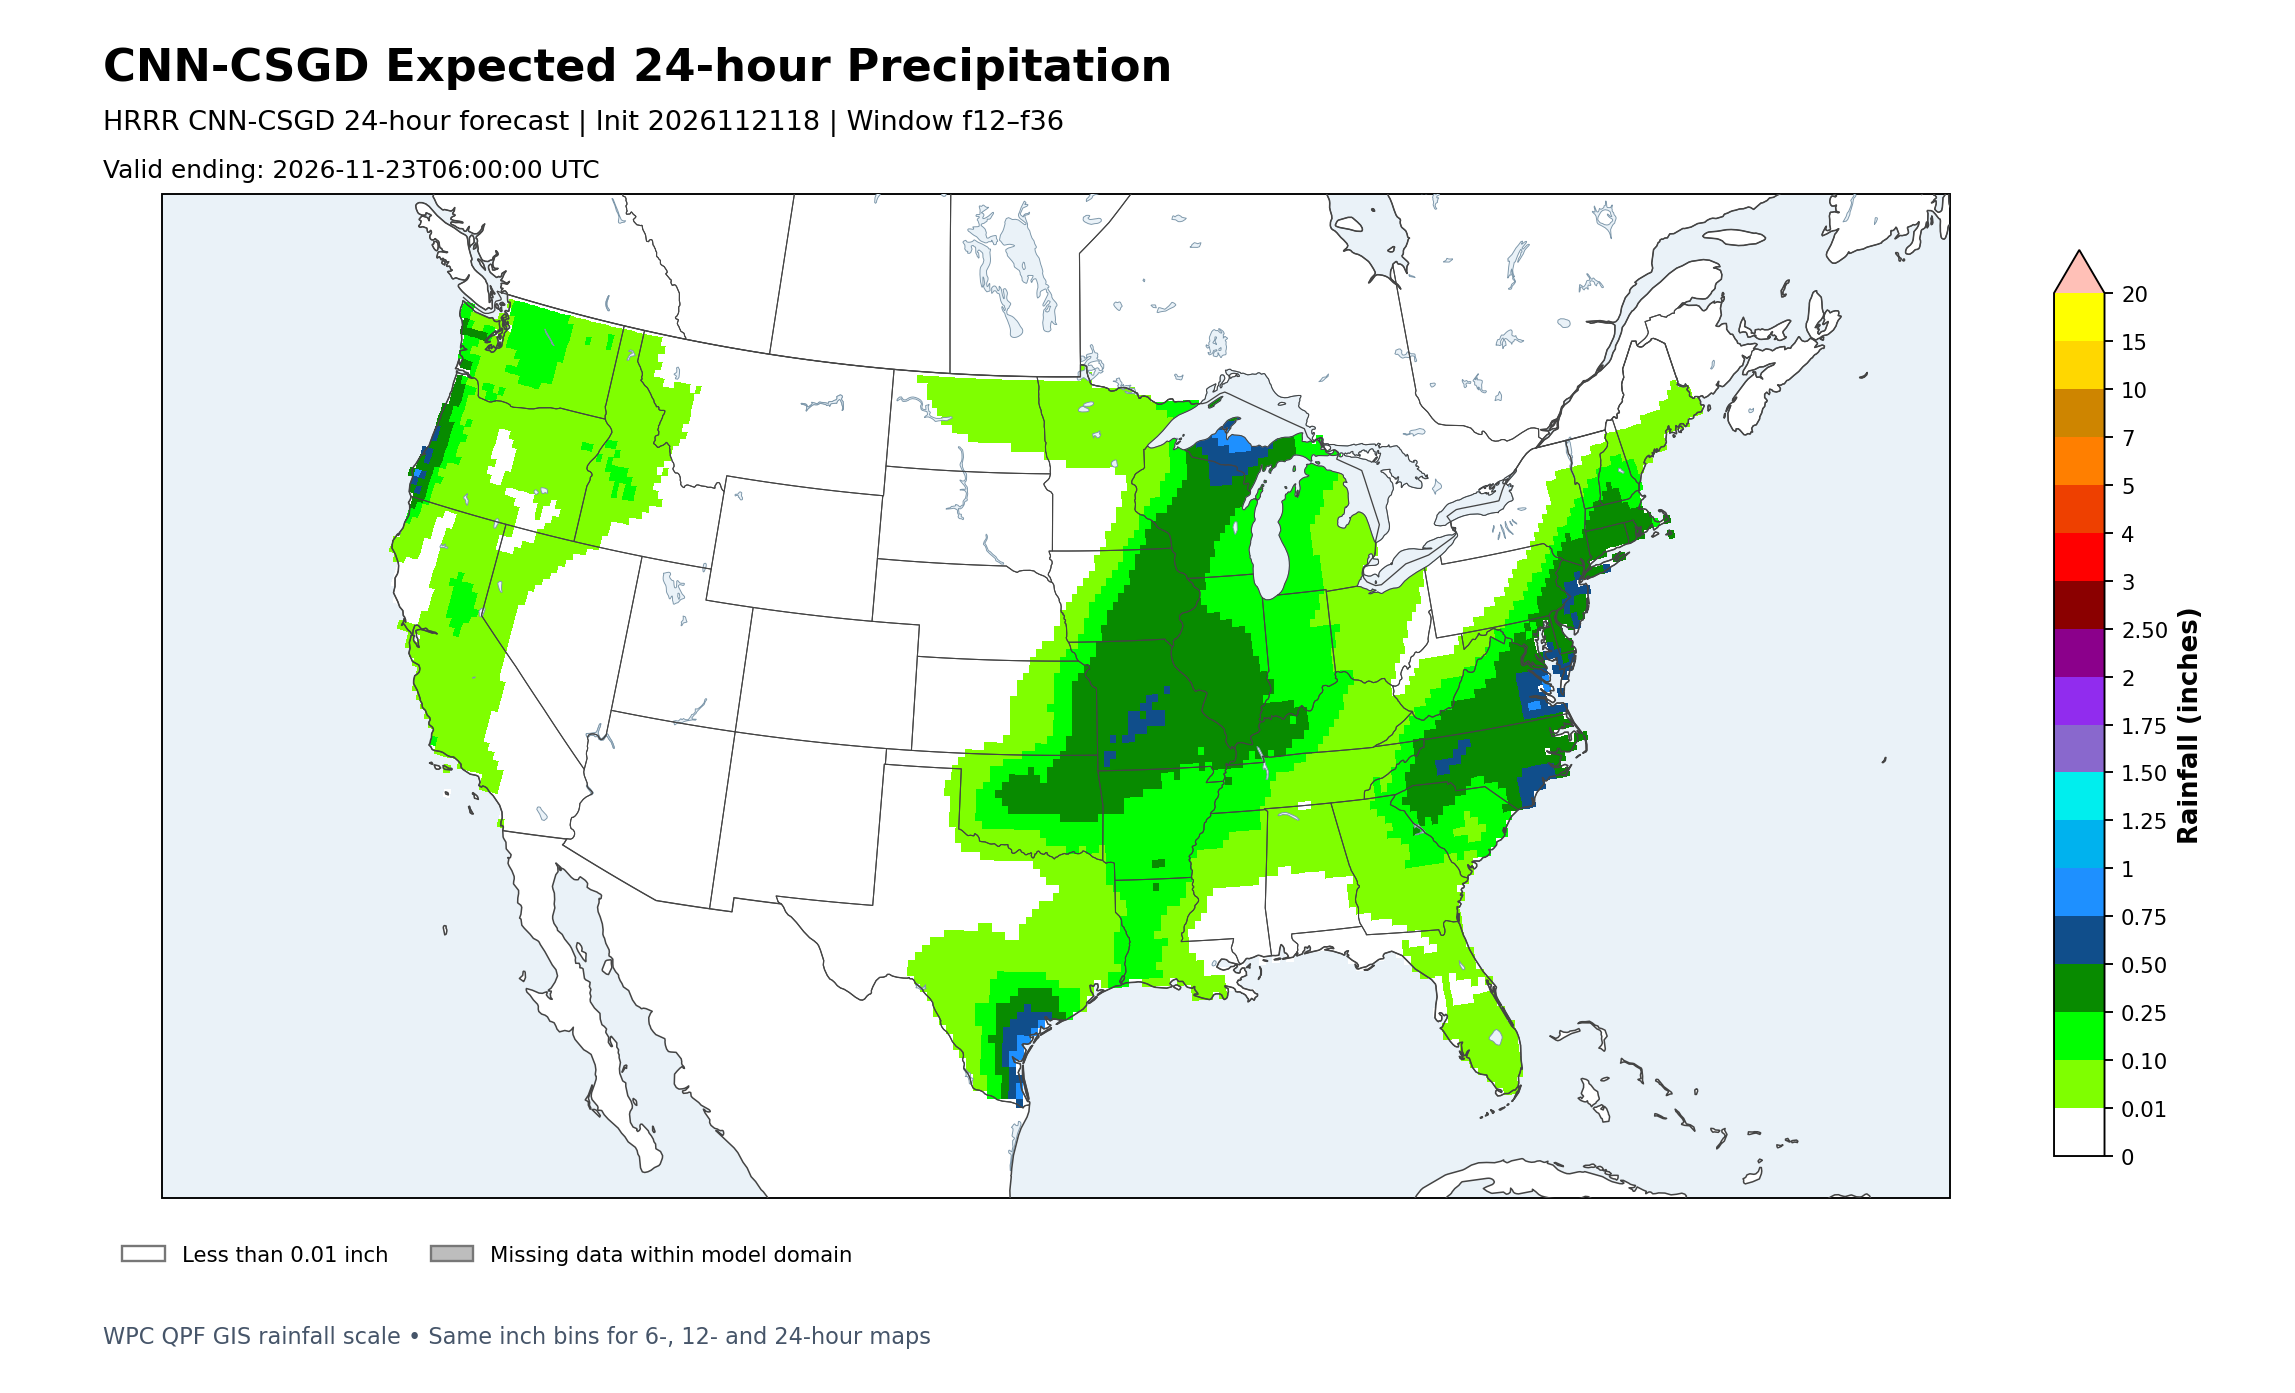 CNN-CSGD Expected 24-hour Precipitation
HRRR CNN-CSGD 24-hour forecast | Init 2026112118 | Window f12–f36
Valid ending: 2026-11-23T06:00:00 UTC
20
15
10
7
5
4
3
2.50
2
1.75
1.50
1.25
1
0.75
0.50
0.25
0.10
0.01
0
Rainfall (inches)
Less than 0.01 inch
Missing data within model domain
WPC QPF GIS rainfall scale • Same inch bins for 6-, 12- and 24-hour maps